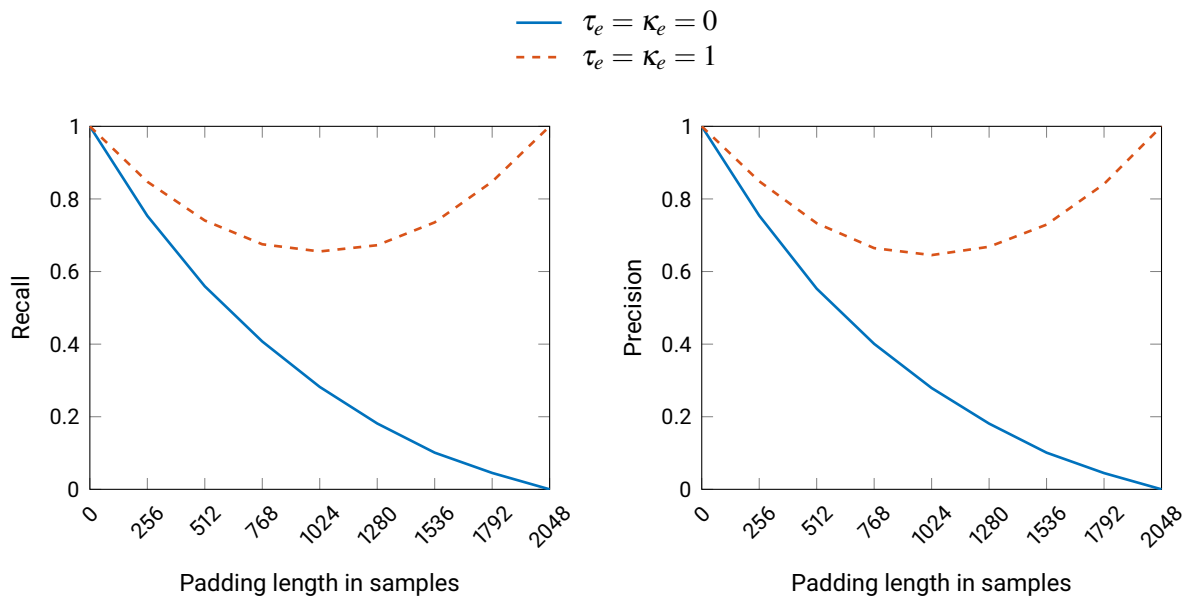 τₑ = κₑ = 0
τₑ = κₑ = 1
1
0.8
0.6
0.4
0.2
0
Recall
0 256 512 768 1024 1280 1536 1792 2048
Padding length in samples
1
0.8
0.6
0.4
0.2
0
Precision
0 256 512 768 1024 1280 1536 1792 2048
Padding length in samples